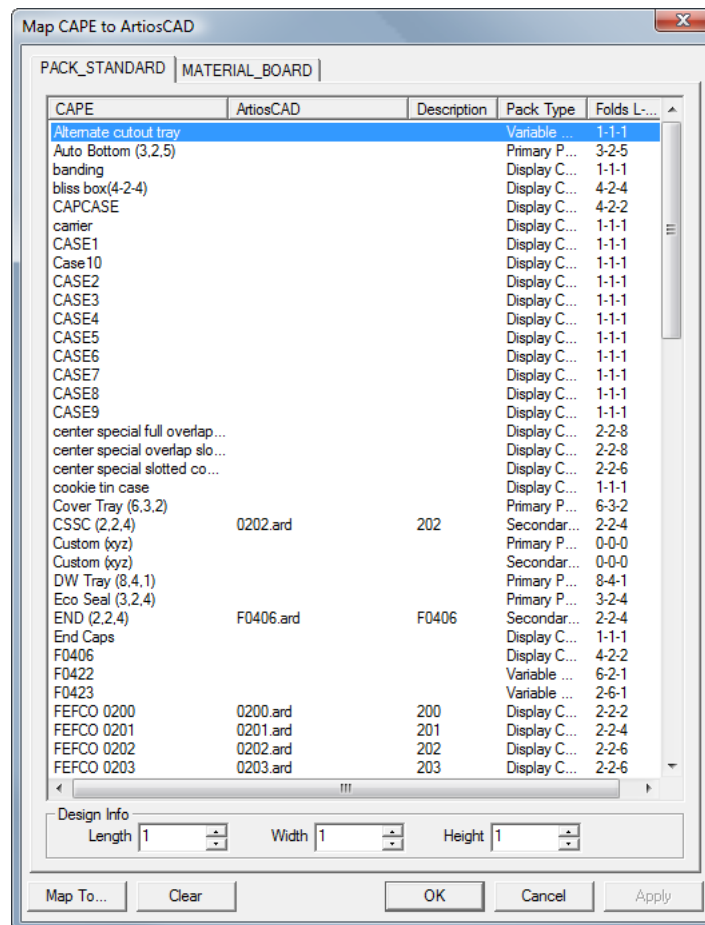 Map CAPE to ArtiosCAD
PACK_STANDARD MATERIAL_BOARD
CAPE ArtiosCAD Description Pack Type Folds L-...
Alternate cutout tray Variable ... 1-1-1
Auto Bottom (3,2,5) Primary P... 3-2-5
banding Display C... 1-1-1
bliss box(4-2-4) Display C... 4-2-4
CAPCASE Display C... 4-2-2
carrier Display C... 1-1-1
CASE1 Display C... 1-1-1
Case10 Display C... 1-1-1
CASE2 Display C... 1-1-1
CASE3 Display C... 1-1-1
CASE4 Display C... 1-1-1
CASE5 Display C... 1-1-1
CASE6 Display C... 1-1-1
CASE7 Display C... 1-1-1
CASE8 Display C... 1-1-1
CASE9 Display C... 1-1-1
center special full overlap... Display C... 2-2-8
center special overlap slo... Display C... 2-2-8
center special slotted co... Display C... 2-2-6
cookie tin case Display C... 1-1-1
Cover Tray (6,3,2) Primary P... 6-3-2
CSSC (2,2,4) 0202.ard 202 Secondar... 2-2-4
Custom (xyz) Primary P... 0-0-0
Custom (xyz) Secondar... 0-0-0
DW Tray (8,4,1) Primary P... 8-4-1
Eco Seal (3,2,4) Primary P... 3-2-4
END (2,2,4) F0406.ard F0406 Secondar... 2-2-4
End Caps Display C... 1-1-1
F0406 Display C... 4-2-2
F0422 Variable ... 6-2-1
F0423 Variable ... 2-6-1
FEFCO 0200 0200.ard 200 Display C... 2-2-2
FEFCO 0201 0201.ard 201 Display C... 2-2-4
FEFCO 0202 0202.ard 202 Display C... 2-2-6
FEFCO 0203 0203.ard 203 Display C... 2-2-6
Design Info
Length 1 Width 1 Height 1
Map To... Clear OK Cancel Apply